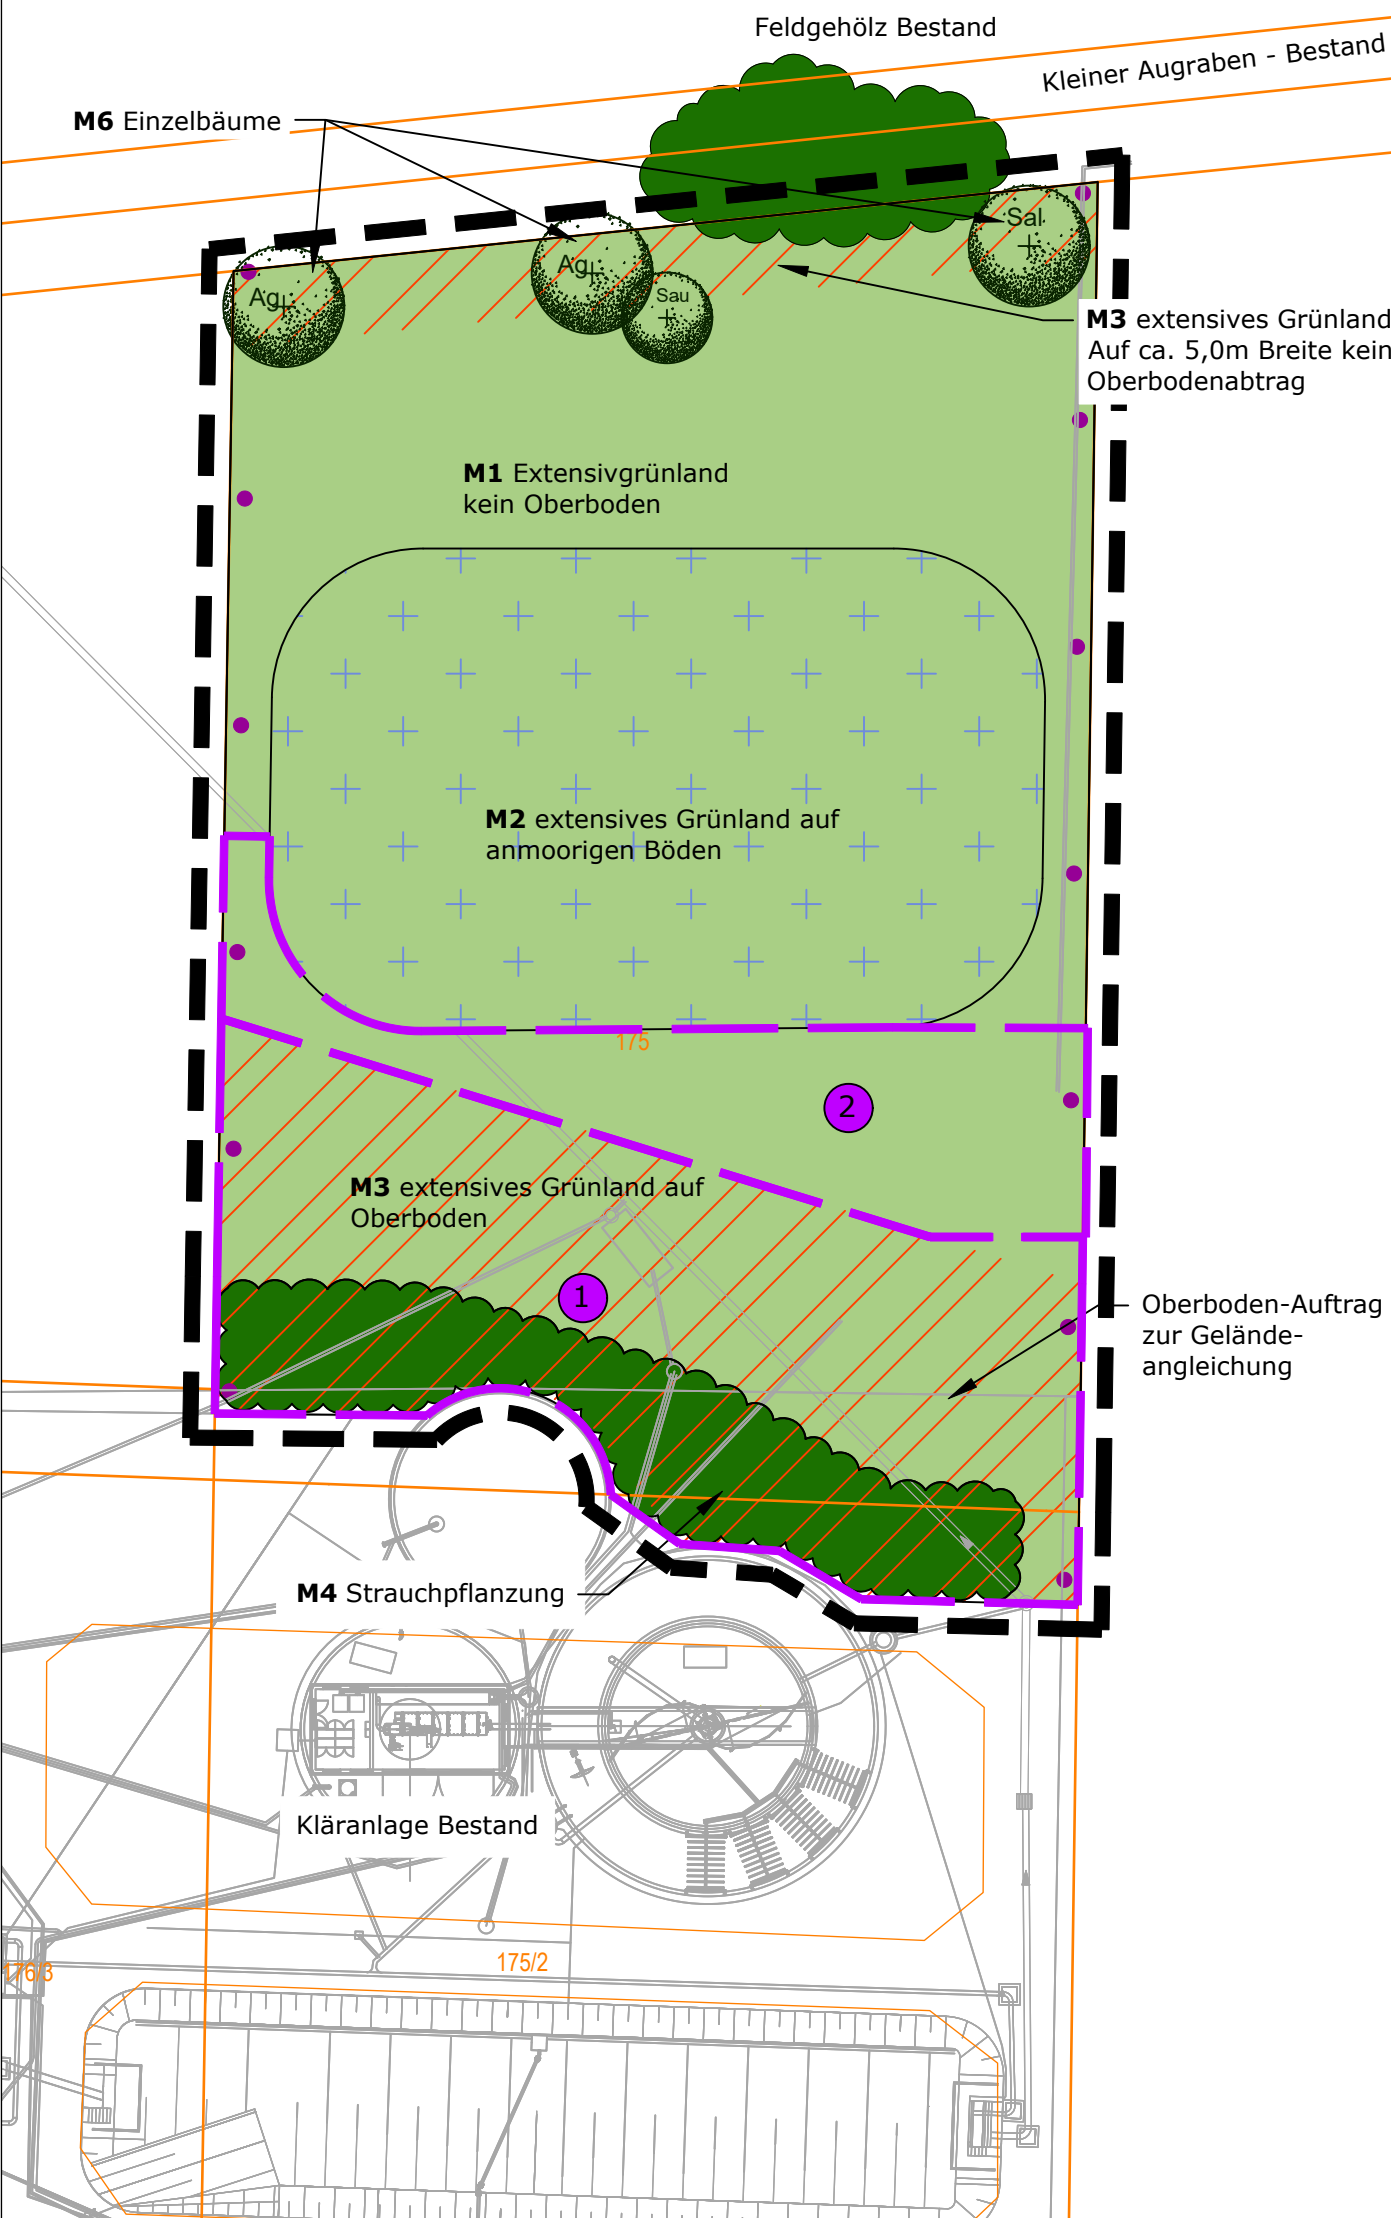 Feldgehölz Bestand
Kleiner Augraben - Bestand
M6 Einzelbäume
Sal
Ag
Ag
Sau
M3 extensives Grünland
Auf ca. 5,0m Breite kein
Oberbodenabtrag
M1 Extensivgrünland
kein Oberboden
M2 extensives Grünland auf
anmoorigen Böden
175
2
M3 extensives Grünland auf
Oberboden
1
Oberboden-Auftrag
zur Gelände-
angleichung
M4 Strauchpflanzung
Kläranlage Bestand
175/2
176/3